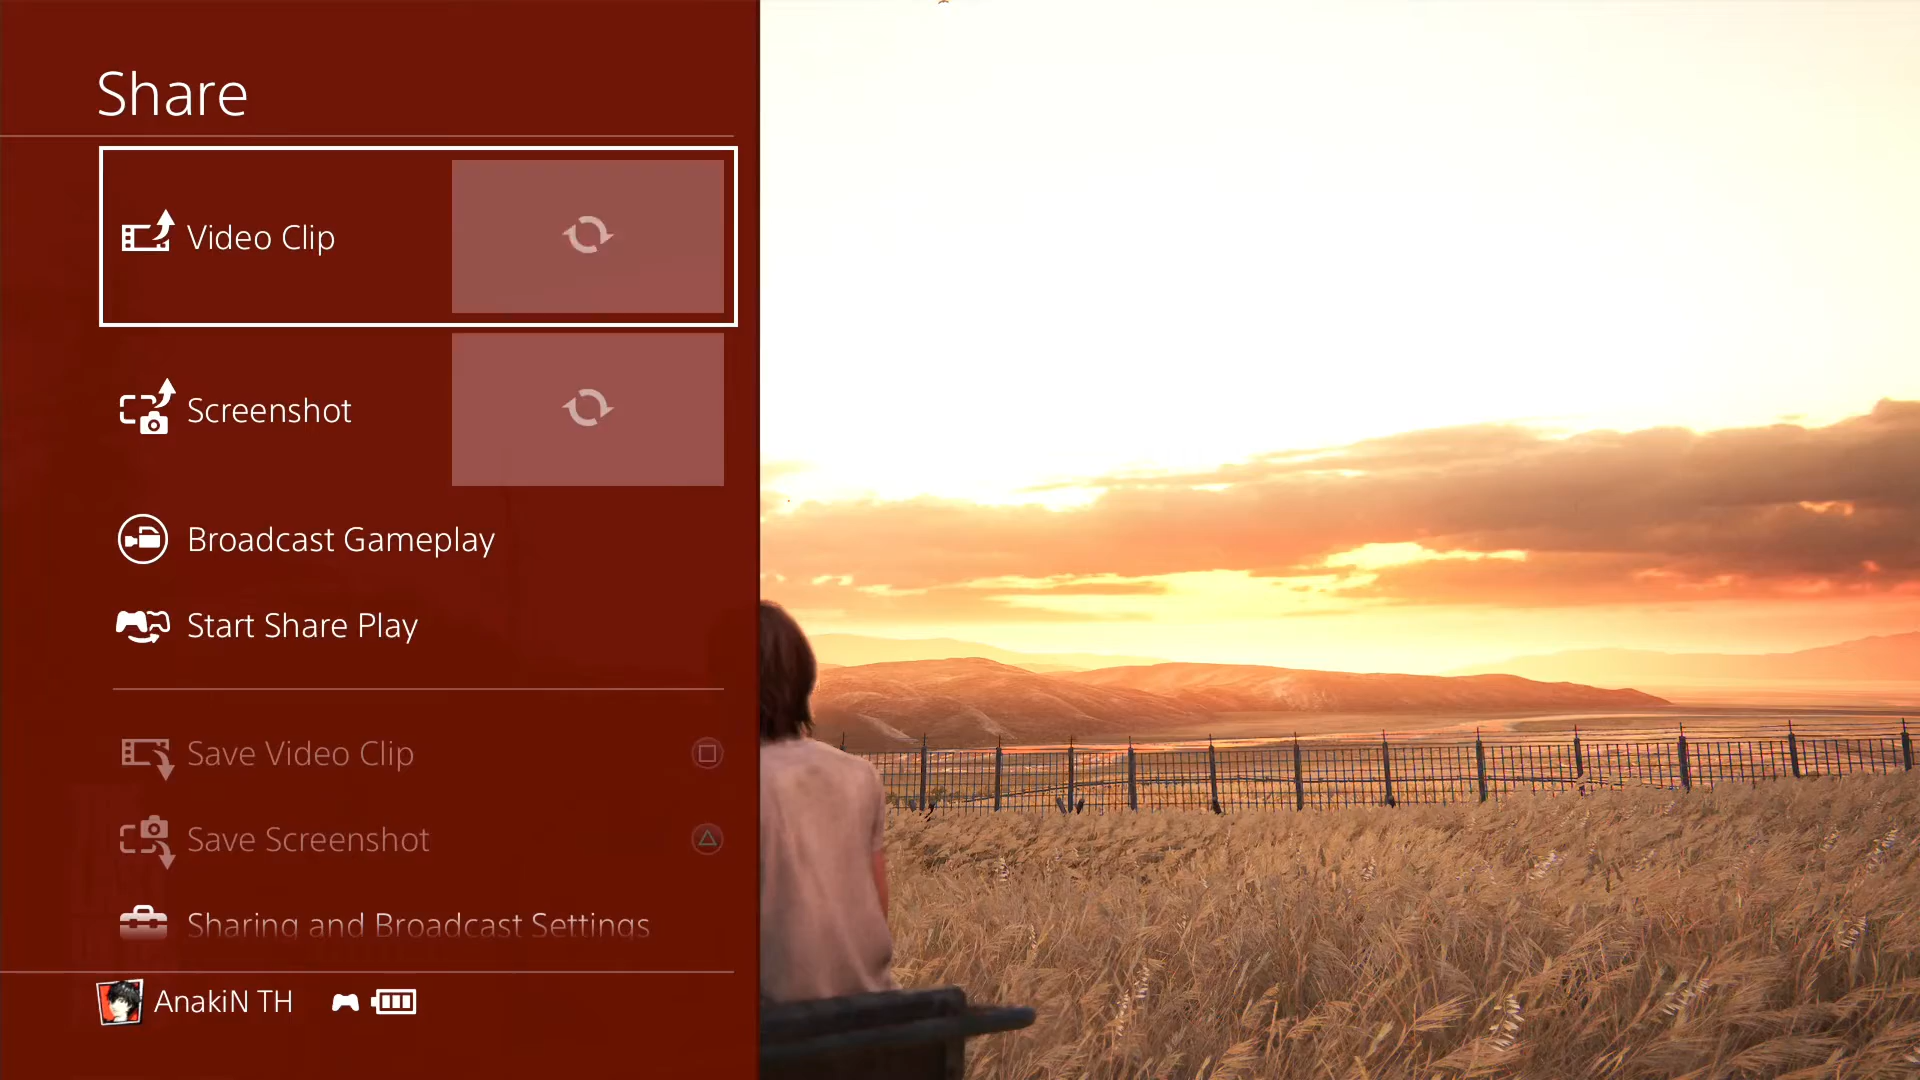 Share
Video Clip
Screenshot
Broadcast Gameplay
Start Share Play
Save Video Clip
Save Screenshot
Sharing and Broadcast Settings
AnakiN TH